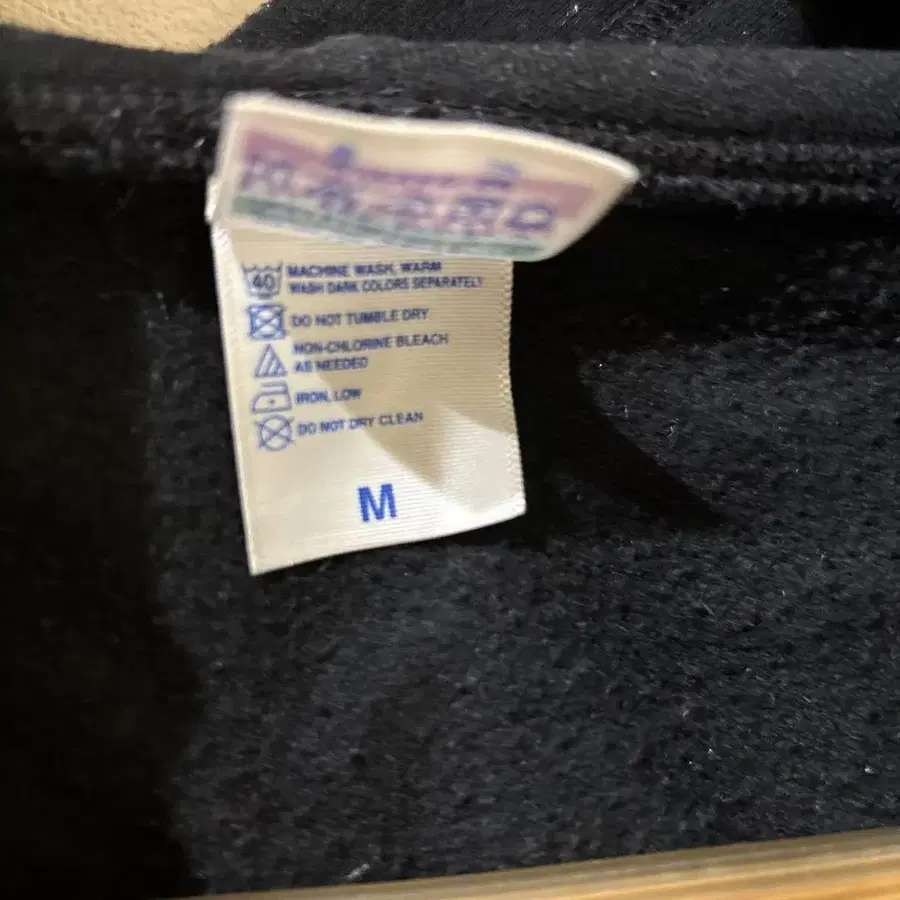 40 MACHINE WASH, WARM
WASH DARK COLORS SEPARATELY
DO NOT TUMBLE DRY
NON-CHLORINE BLEACH
AS NEEDED
IRON, LOW
DO NOT DRY CLEAN
M